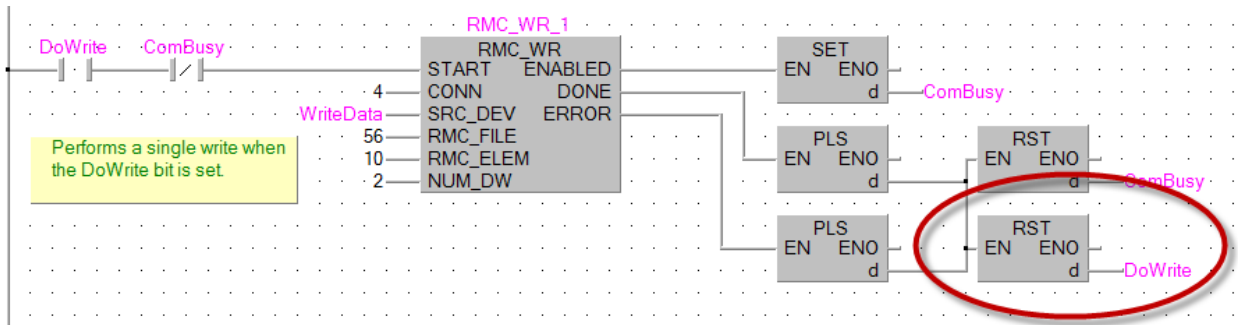 RMC_WR_1
DoWrite ComBusy RMC_WR SET
START ENABLED EN ENO
4 CONN DONE d ComBusy
WriteData SRC_DEV ERROR
56 RMC_FILE PLS RST
10 RMC_ELEM EN ENO EN ENO
2 NUM_DW d d ComBusy
Performs a single write when
the DoWrite bit is set.
PLS RST
EN ENO EN ENO
d d DoWrite